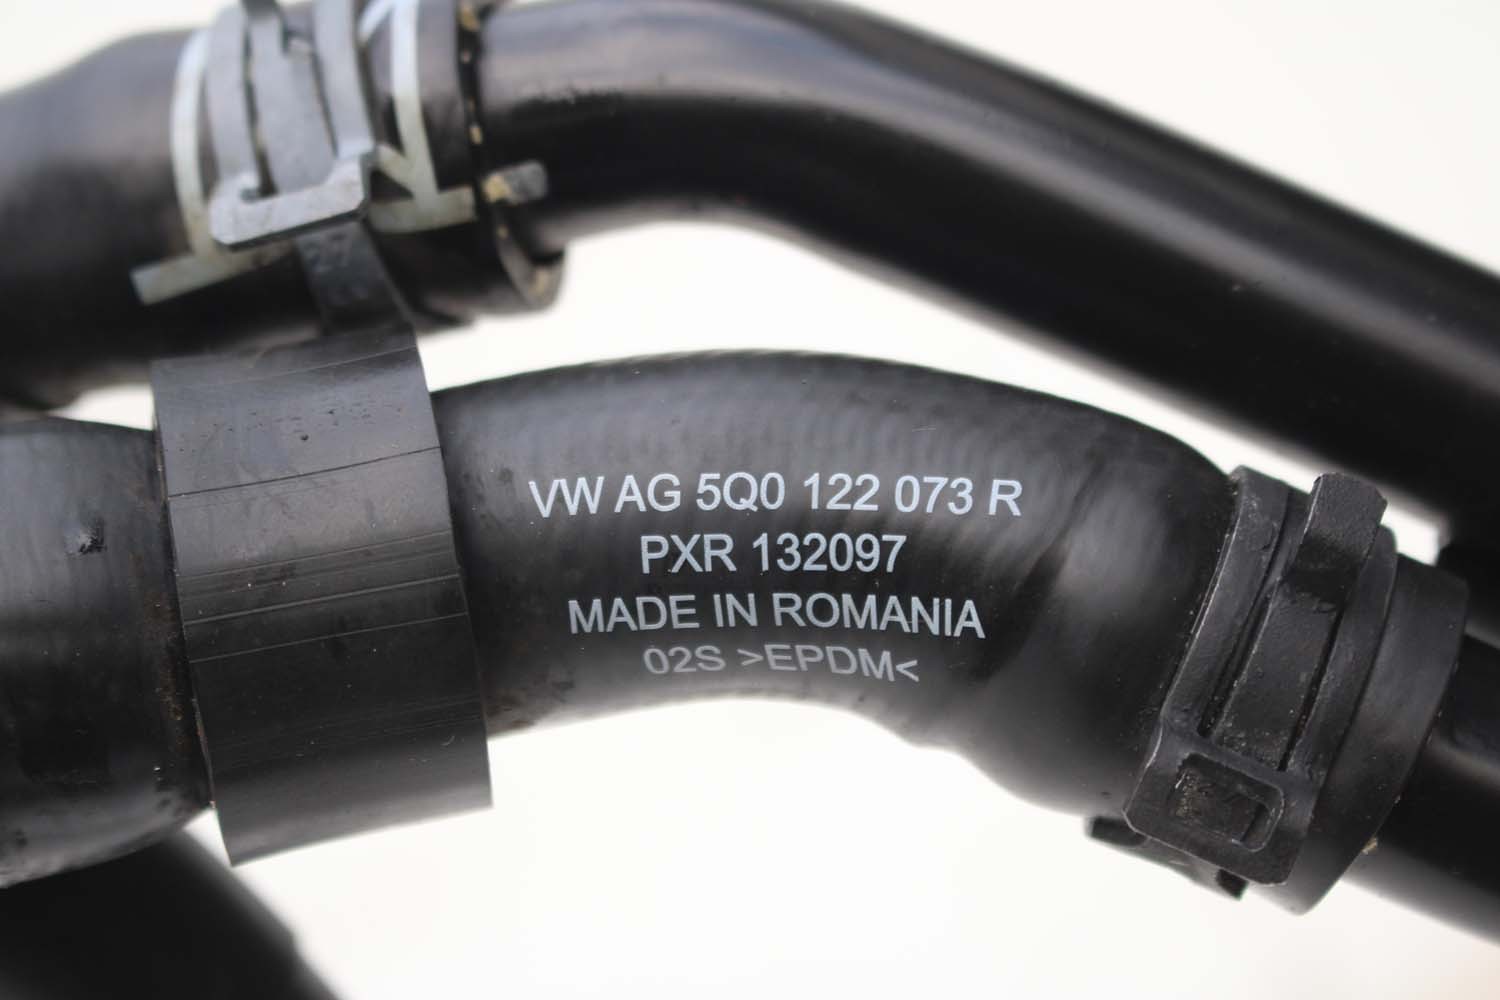 VW AG 5Q0 122 073 R
PXR 132097
MADE IN ROMANIA
02S >EPDM<